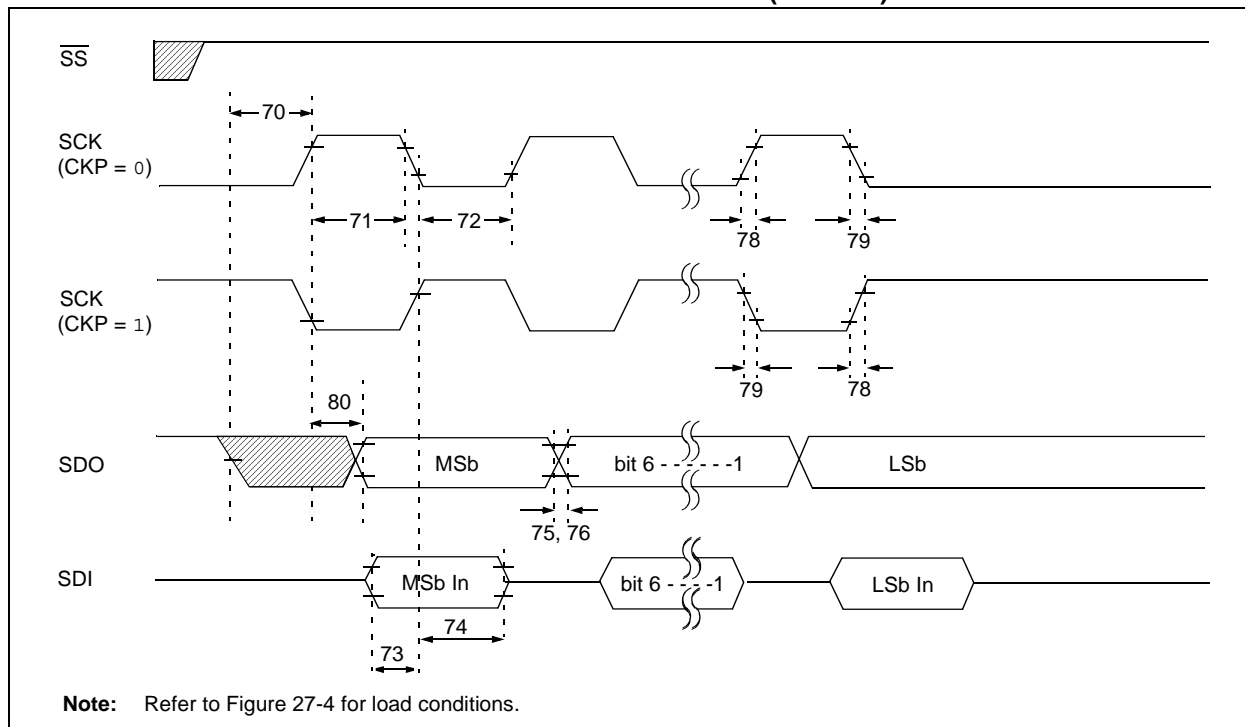 SS
70
SCK
(CKP = 0)
71
72
78
79
SCK
(CKP = 1)
79
78
80
SDO
MSb
bit 6 - - - - - -1
LSb
75, 76
SDI
MSb In
bit 6 - - - -1
LSb In
74
73
Note: Refer to Figure 27-4 for load conditions.